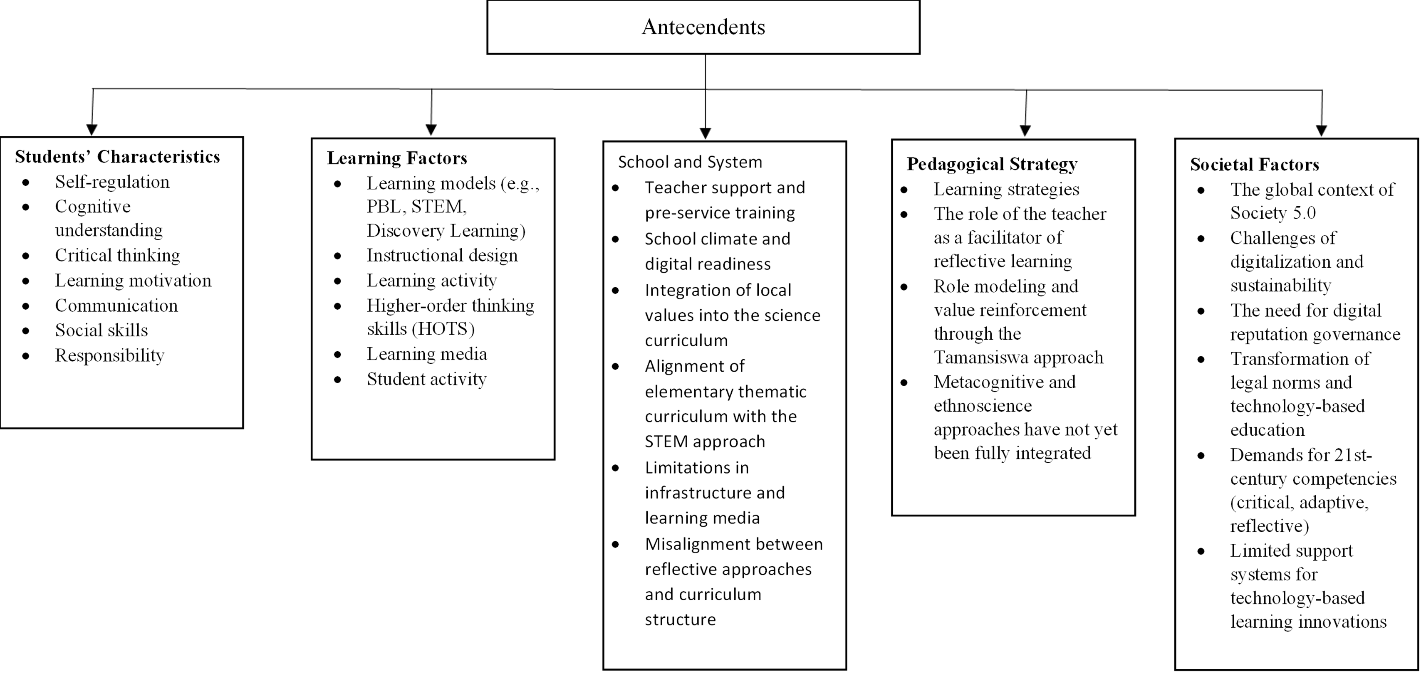 Antecendents
Students’ Characteristics
• Self-regulation
• Cognitive
understanding
• Critical thinking
• Learning motivation
• Communication
• Social skills
• Responsibility
Learning Factors
• Learning models (e.g.,
PBL, STEM,
Discovery Learning)
• Instructional design
• Learning activity
• Higher-order thinking
skills (HOTS)
• Learning media
• Student activity
School and System
• Teacher support and
pre-service training
• School climate and
digital readiness
• Integration of local
values into the science
curriculum
• Alignment of
elementary thematic
curriculum with the
STEM approach
• Limitations in
infrastructure and
learning media
• Misalignment between
reflective approaches
and curriculum
structure
Pedagogical Strategy
• Learning strategies
• The role of the teacher
as a facilitator of
reflective learning
• Role modeling and
value reinforcement
through the
Tamansiswa approach
• Metacognitive and
ethnoscience
approaches have not yet
been fully integrated
Societal Factors
• The global context of
Society 5.0
• Challenges of
digitalization and
sustainability
• The need for digital
reputation governance
• Transformation of
legal norms and
technology-based
education
• Demands for 21st-
century competencies
(critical, adaptive,
reflective)
• Limited support
systems for
technology-based
learning innovations